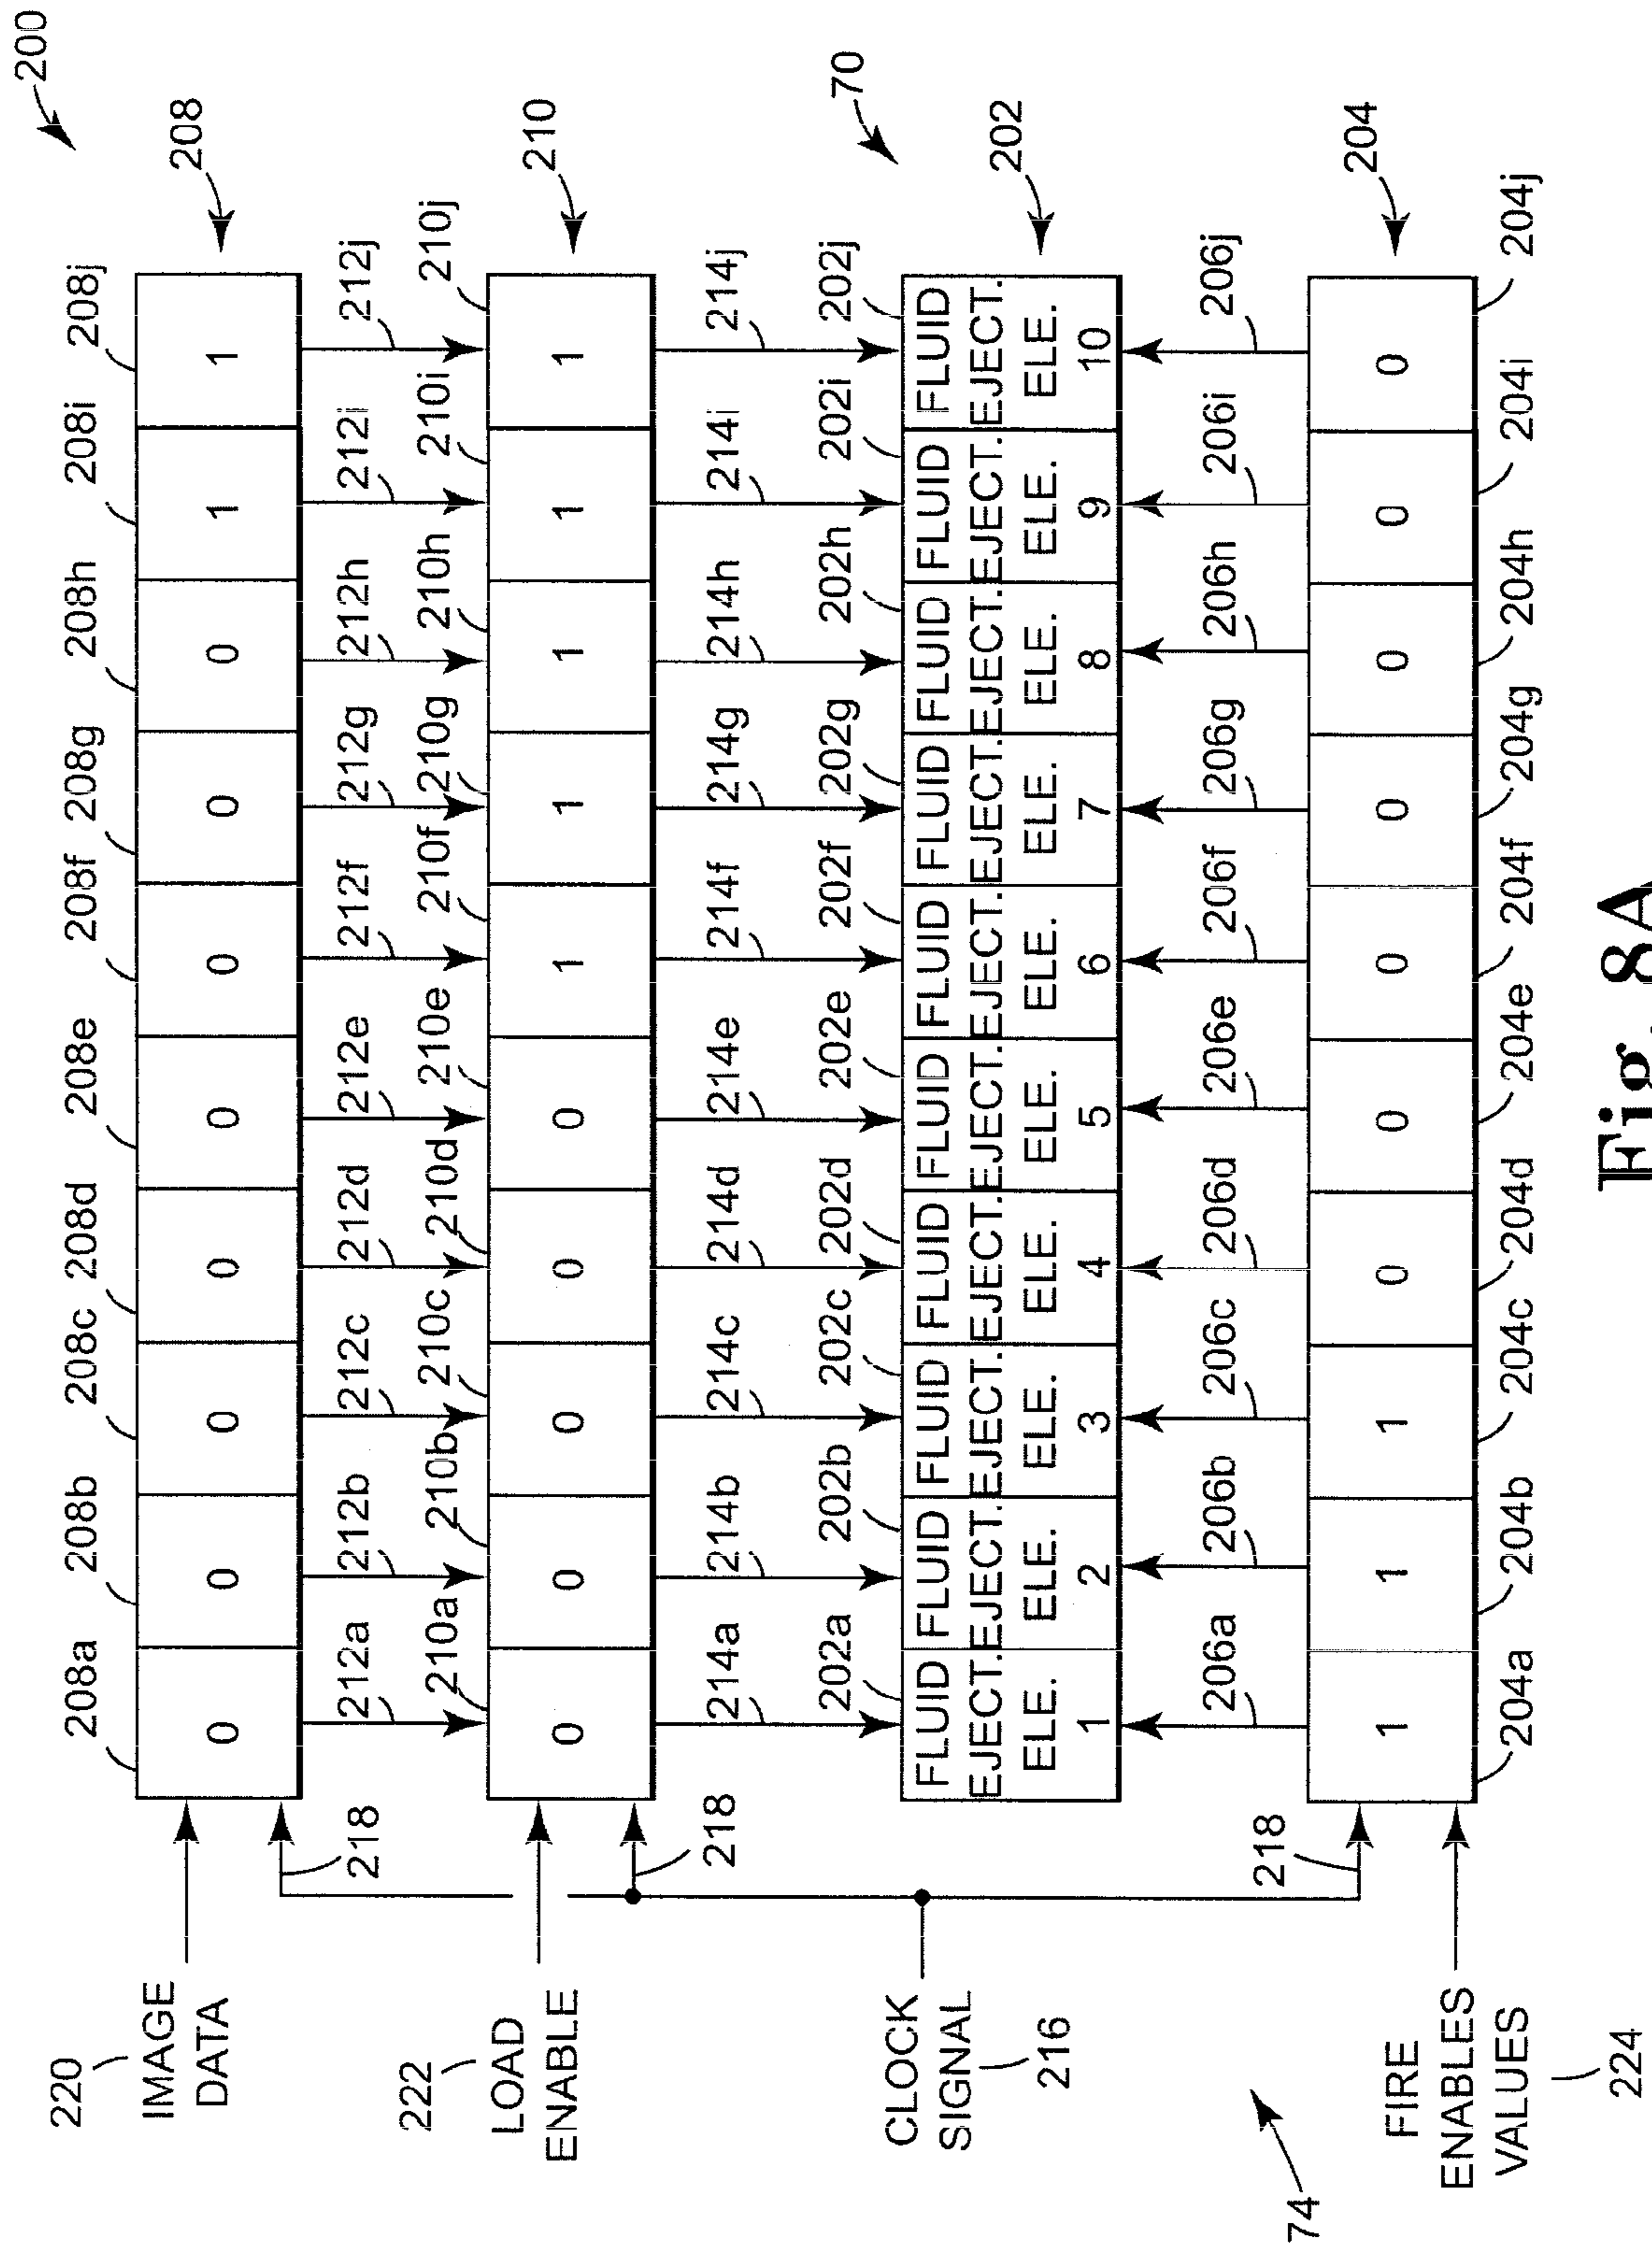 200
220 208a 208b 208c 208d 208e 208f 208g 208h 208i 208j 208
IMAGE
DATA
0 0 0 0 0 0 0 0 1 1
218 212a 212b 212c 212d 212e 212f 212g 212h 212i 212j
222 210a 210b 210c 210d 210e 210f 210g 210h 210i 210j 210
LOAD
ENABLE
0 0 0 0 0 1 1 1 1 1
218 214a 214b 214c 214d 214e 214f 214g 214h 214i 214j
202a 202b 202c 202d 202e 202f 202g 202h 202i 202j 70
CLOCK
SIGNAL
216
FLUID FLUID FLUID FLUID FLUID FLUID FLUID FLUID FLUID FLUID
EJECT. EJECT. EJECT. EJECT. EJECT. EJECT. EJECT. EJECT. EJECT. EJECT. 202
ELE. ELE. ELE. ELE. ELE. ELE. ELE. ELE. ELE. ELE.
1 2 3 4 5 6 7 8 9 10
218 206a 206b 206c 206d 206e 206f 206g 206h 206i 206j
74
204
FIRE
ENABLES
VALUES
224
1 1 1 0 0 0 0 0 0 0
204a 204b 204c 204d 204e 204f 204g 204h 204i 204j
Fig. 8A